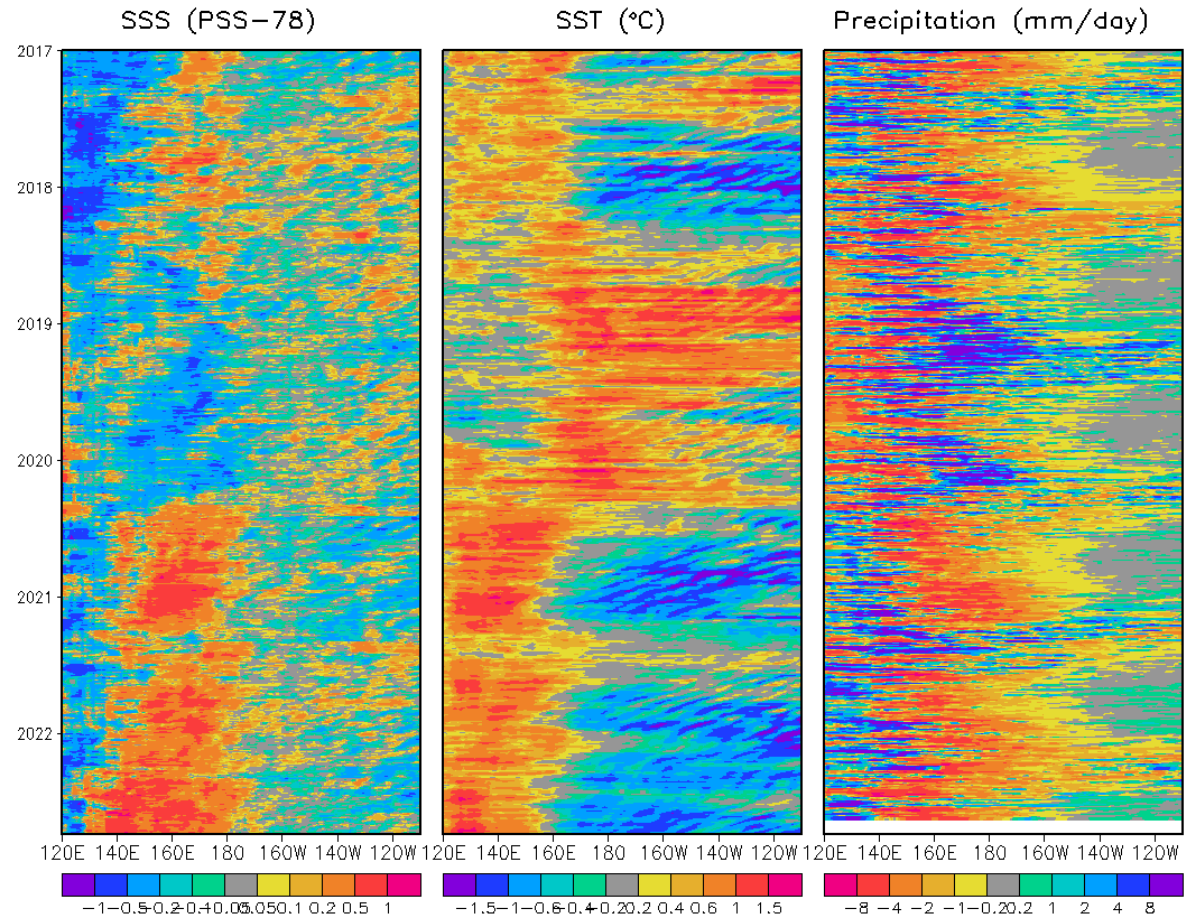 SSS (PSS-78) SST (°C) Precipitation (mm/day)
2017
2018
2019
2020
2021
2022
120E 140E 160E 180 160W 140W 120W 120E 140E 160E 180 160W 140W 120W 120E 140E 160E 180 160W 140W 120W
-1 -0.5 -0.2 -0.1 -0.05 0.05 0.1 0.2 0.5 1 -1.5 -1 -0.6 -0.4 -0.2 0.2 0.4 0.6 1 1.5 -8 -4 -2 -1 -0.2 0.2 1 2 4 8